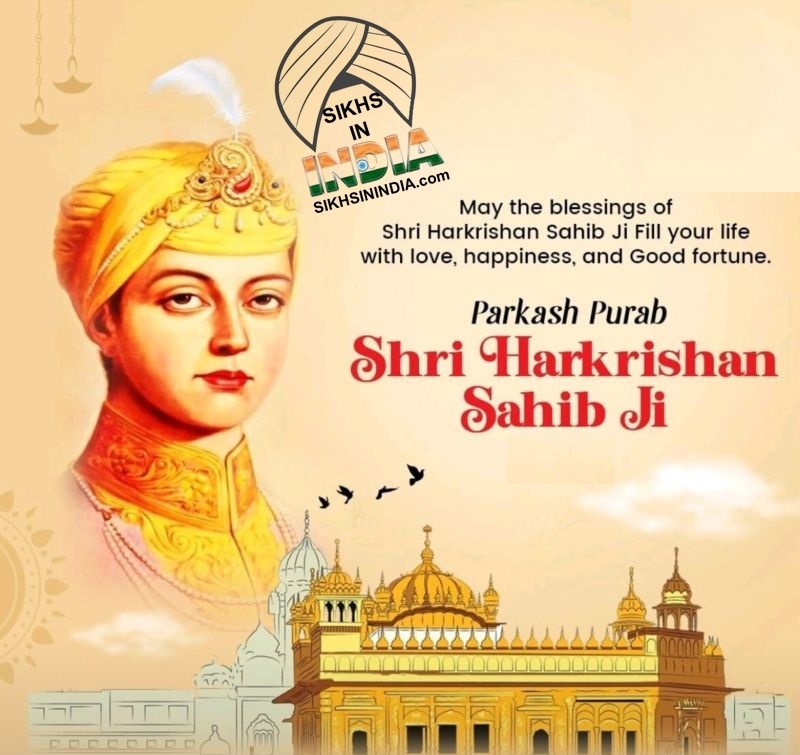 SIKHS
IN
INDIA
SIKHSININDIA.com
May the blessings of
Shri Harkrishan Sahib Ji Fill your life
with love, happiness, and Good fortune.
Parkash Purab
Shri Harkrishan
Sahib Ji